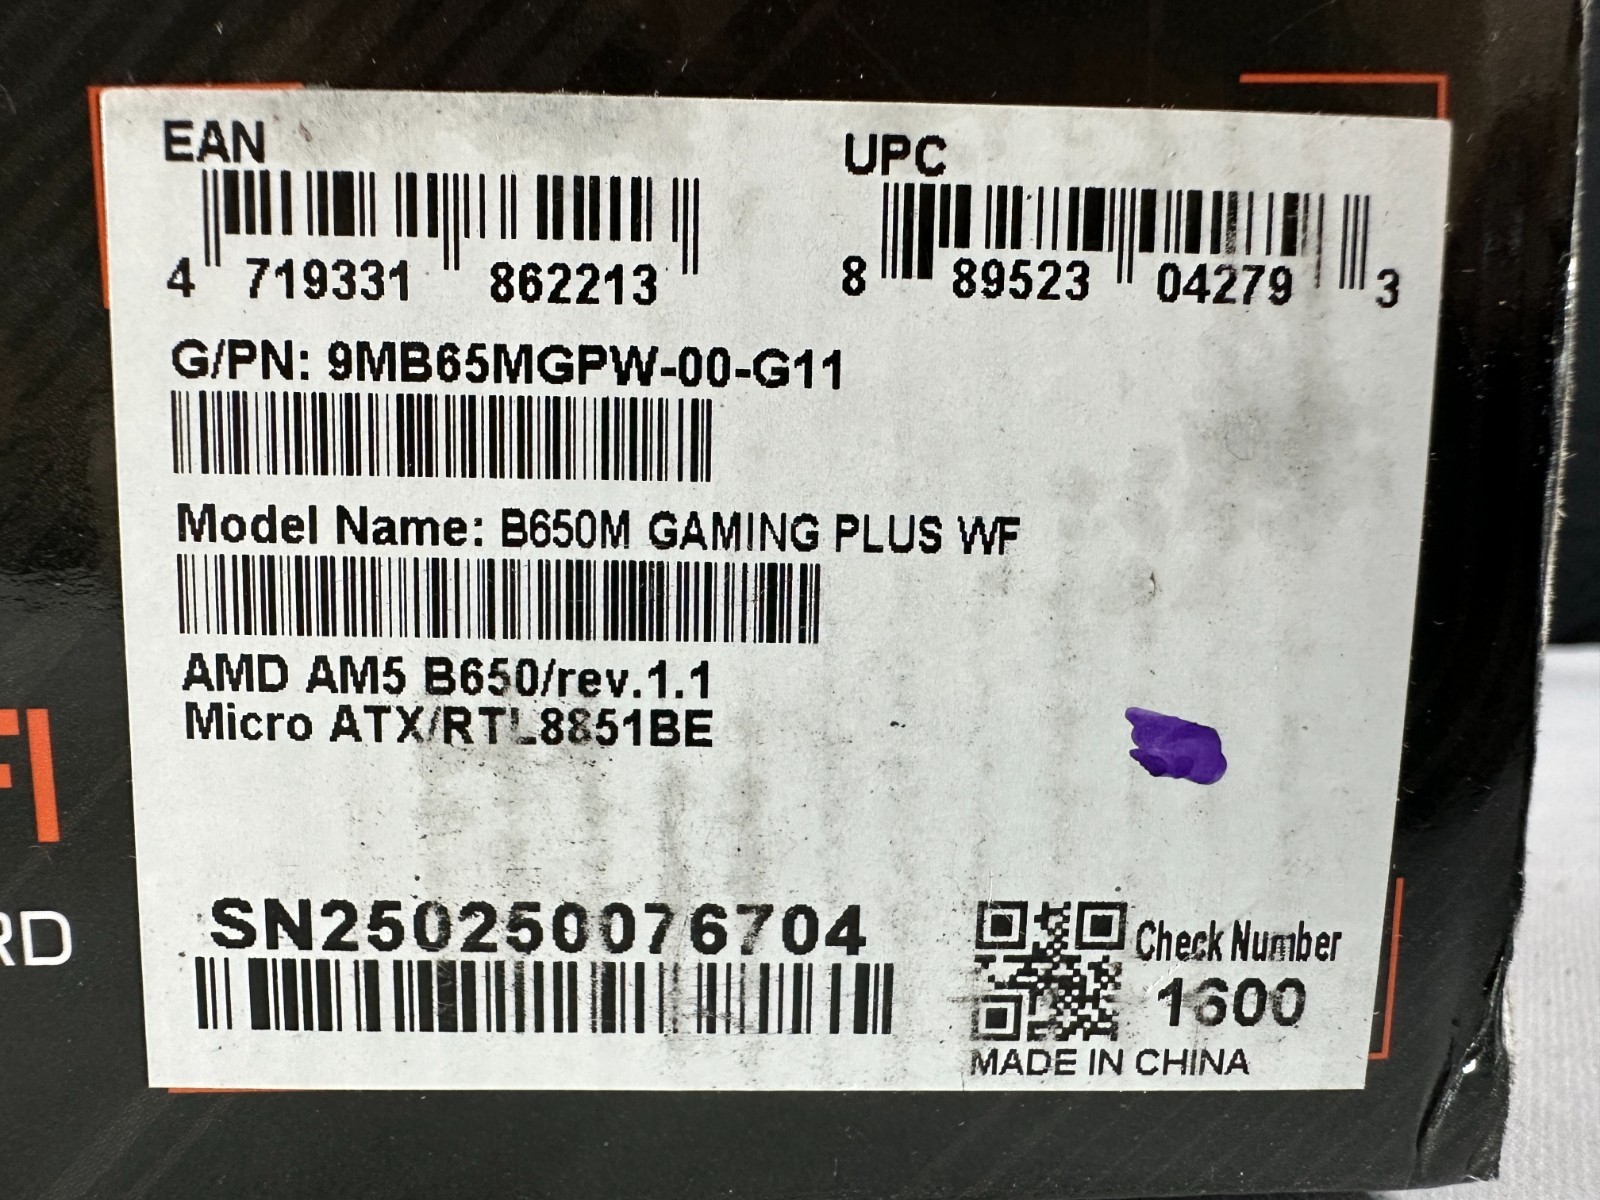 EAN
4 719331 862213
UPC
8 89523 04279 3
G/PN: 9MB65MGPW-00-G11
Model Name: B650M GAMING PLUS WF
AMD AM5 B650/rev.1.1
Micro ATX/RTL8851BE
FI
RD
SN250250076704
Check Number
1600
MADE IN CHINA